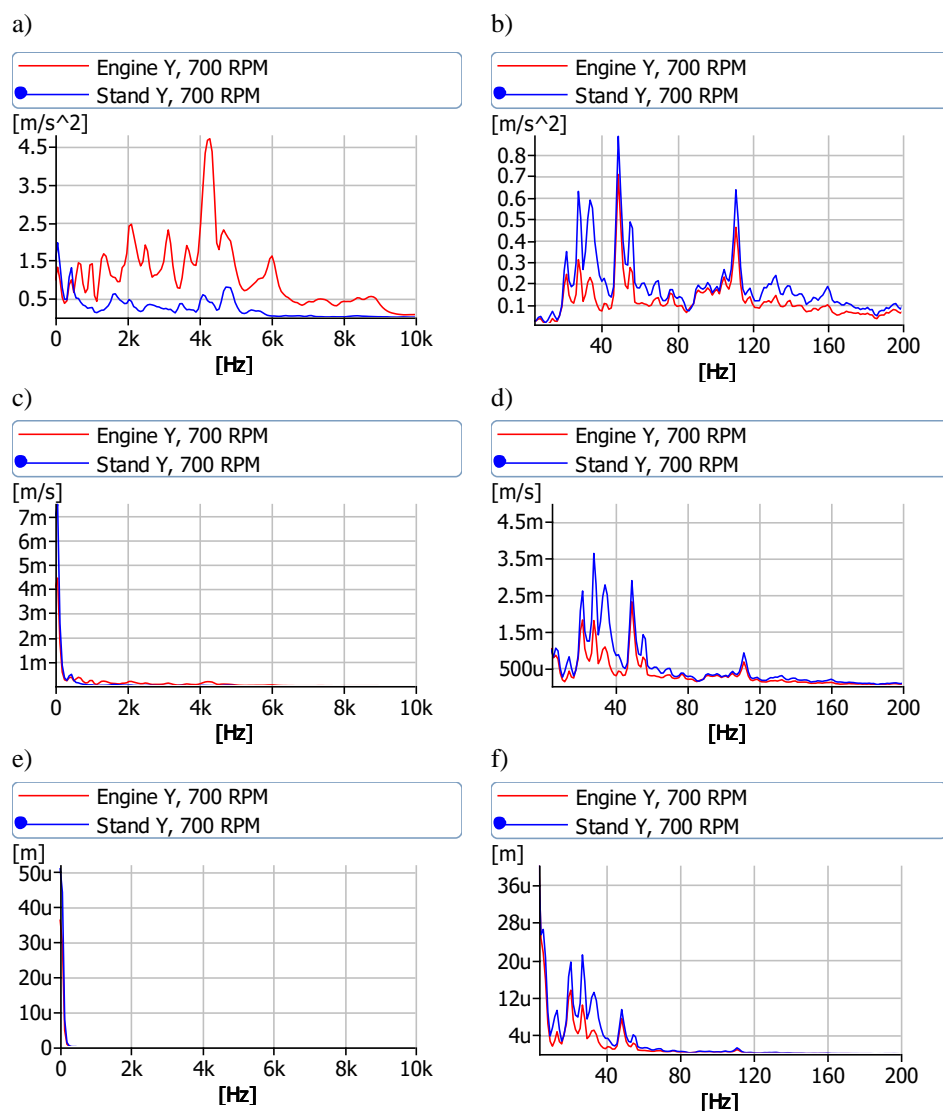 a)
Engine Y, 700 RPM
Stand Y, 700 RPM
[m/s^2]
4.5
3.5
2.5
1.5
0.5
0 2k 4k 6k 8k 10k
[Hz]
b)
Engine Y, 700 RPM
Stand Y, 700 RPM
[m/s^2]
0.8
0.7
0.6
0.5
0.4
0.3
0.2
0.1
40 80 120 160 200
[Hz]
c)
Engine Y, 700 RPM
Stand Y, 700 RPM
[m/s]
7m
6m
5m
4m
3m
2m
1m
0 2k 4k 6k 8k 10k
[Hz]
d)
Engine Y, 700 RPM
Stand Y, 700 RPM
[m/s]
4.5m
3.5m
2.5m
1.5m
500u
40 80 120 160 200
[Hz]
e)
Engine Y, 700 RPM
Stand Y, 700 RPM
[m]
50u
40u
30u
20u
10u
0
0 2k 4k 6k 8k 10k
[Hz]
f)
Engine Y, 700 RPM
Stand Y, 700 RPM
[m]
36u
28u
20u
12u
4u
40 80 120 160 200
[Hz]